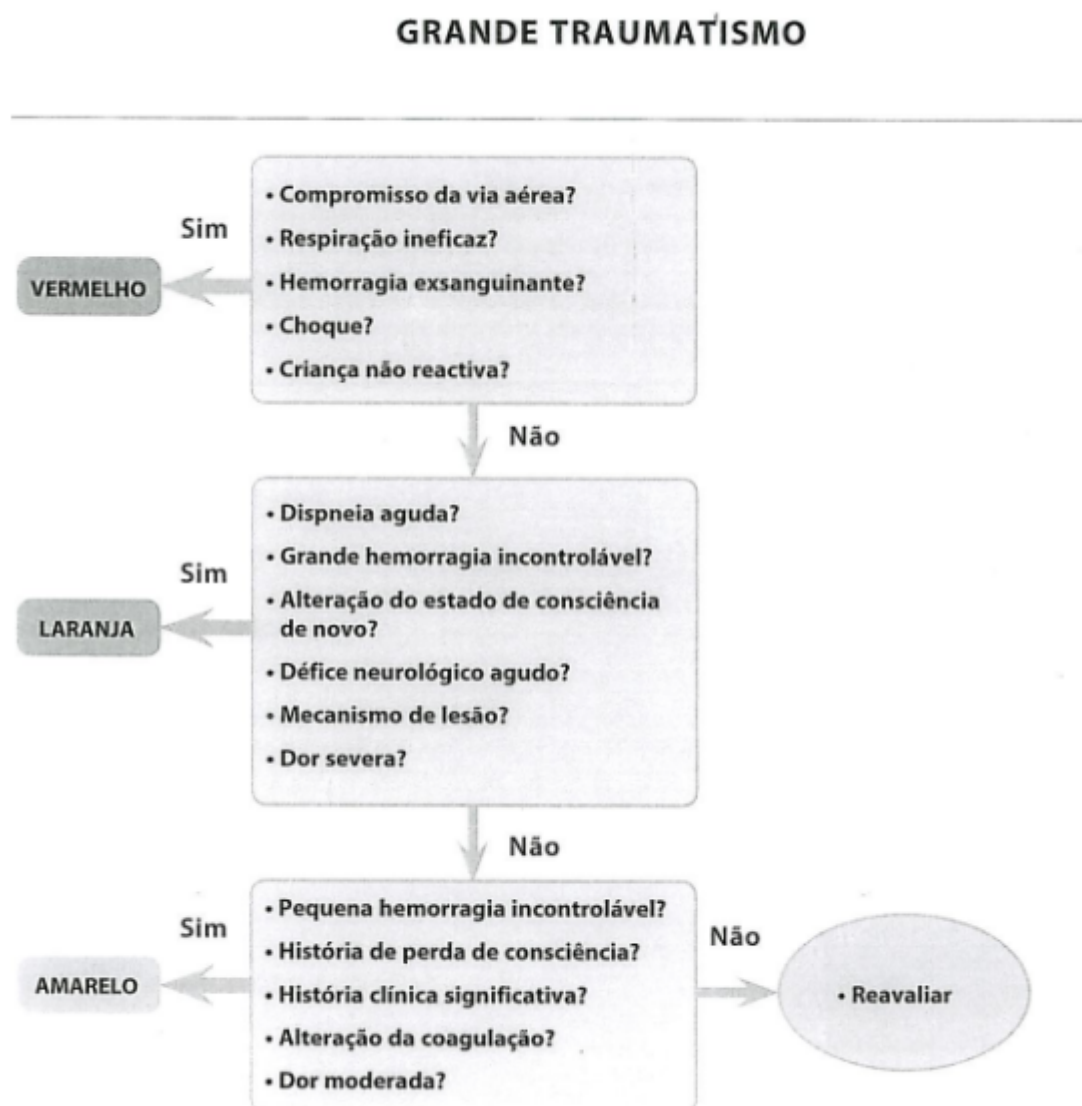 GRANDE TRAUMATISMO
• Compromisso da via aérea?
Sim
• Respiração ineficaz?
VERMELHO
• Hemorragia exsanguinante?
• Choque?
• Criança não reactiva?
Não
• Dispneia aguda?
• Grande hemorragia incontrolável?
Sim
• Alteração do estado de consciência
de novo?
LARANJA
• Défice neurológico agudo?
• Mecanismo de lesão?
• Dor severa?
Não
• Pequena hemorragia incontrolável?
Sim
• História de perda de consciência?
Não
AMARELO
• História clínica significativa?
• Reavaliar
• Alteração da coagulação?
• Dor moderada?